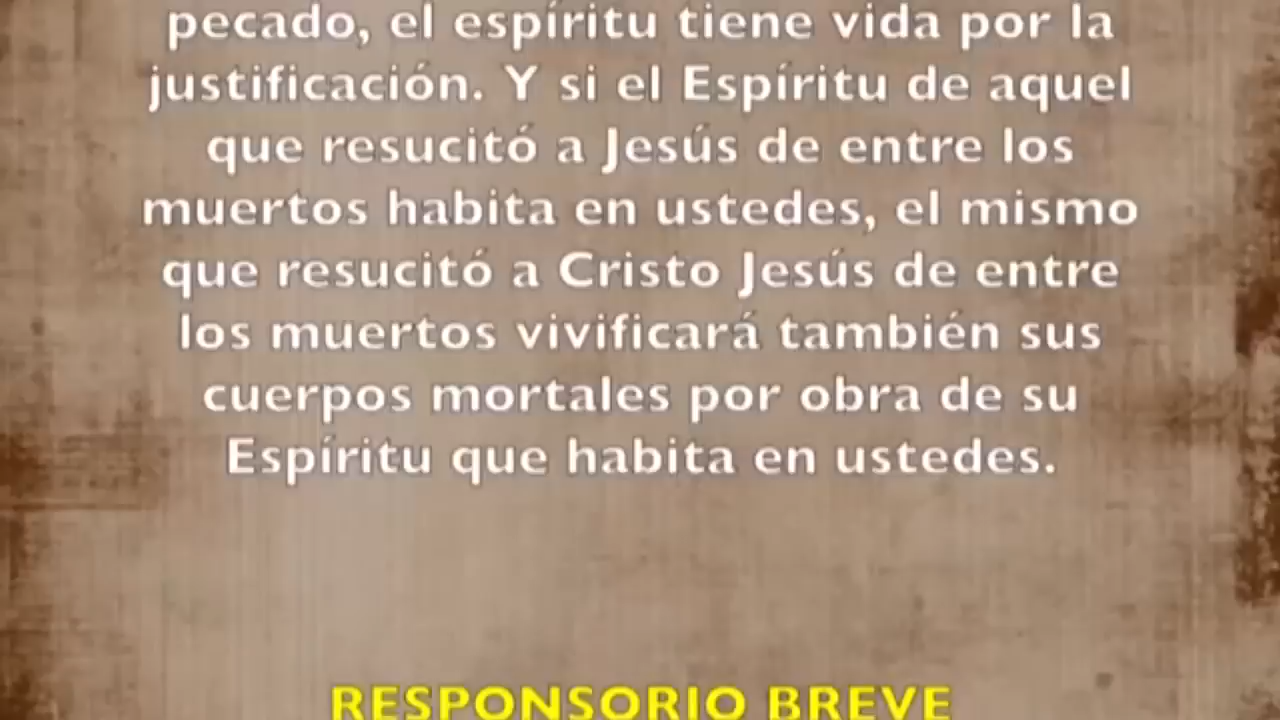 pecado, el espíritu tiene vida por la
justificación. Y si el Espíritu de aquel
que resucitó a Jesús de entre los
muertos habita en ustedes, el mismo
que resucitó a Cristo Jesús de entre
los muertos vivificará también sus
cuerpos mortales por obra de su
Espíritu que habita en ustedes.
RESPONSORIO BREVE